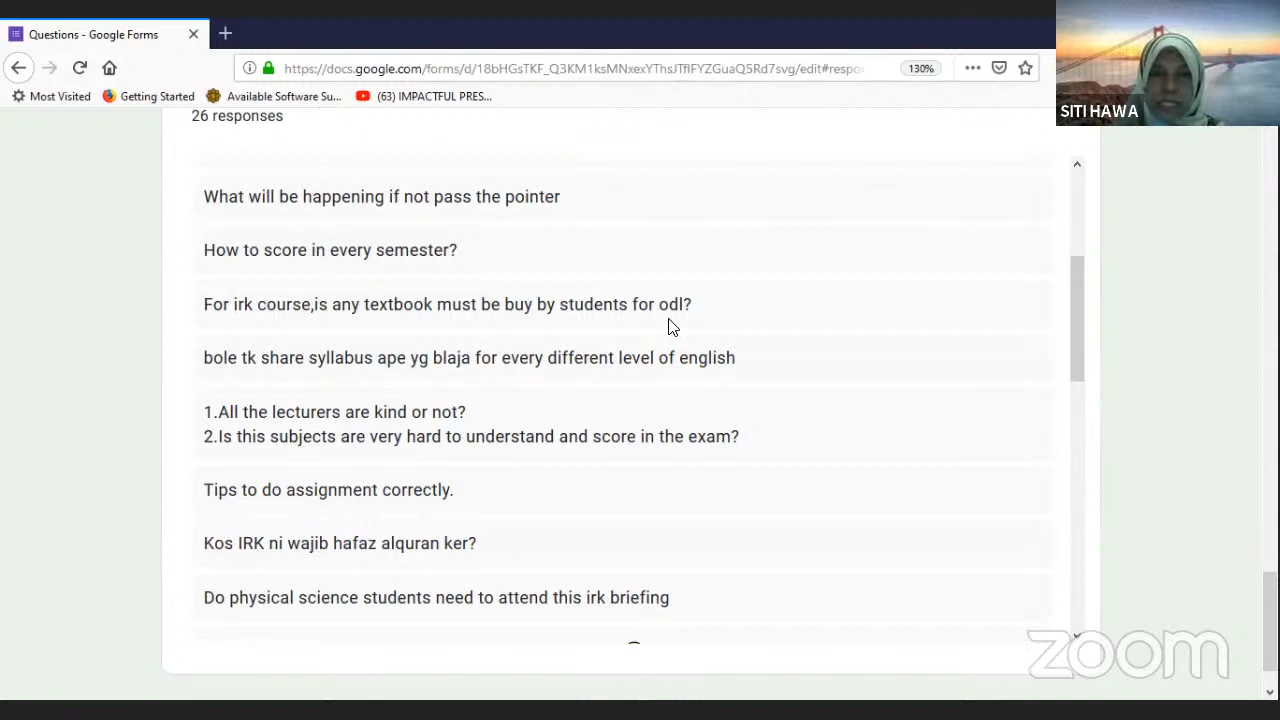 Questions - Google Forms
https://docs.google.com/forms/d/18bHGsTKF_Q3KM1ksMNxexYThsJTflFYZGuaQ5Rd7svg/edit#respo
130%
Most Visited
Getting Started
Available Software Su...
(63) IMPACTFUL PRES...
SITI HAWA
26 responses
What will be happening if not pass the pointer
How to score in every semester?
For irk course,is any textbook must be buy by students for odl?
bole tk share syllabus ape yg blaja for every different level of english
1.All the lecturers are kind or not?
2.Is this subjects are very hard to understand and score in the exam?
Tips to do assignment correctly.
Kos IRK ni wajib hafaz alquran ker?
Do physical science students need to attend this irk briefing
zoom